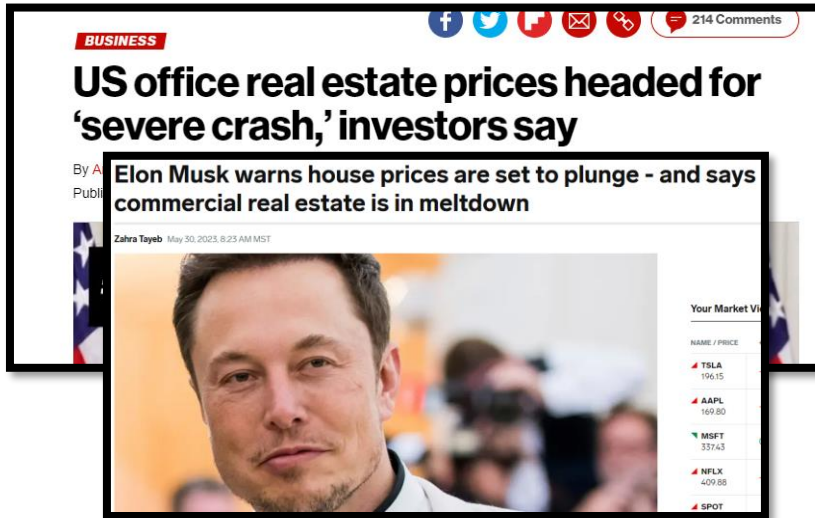 214 Comments
BUSINESS
US office real estate prices headed for
‘severe crash,’ investors say
By
Publi
Elon Musk warns house prices are set to plunge - and says
commercial real estate is in meltdown
Zahra Tayeb May 30, 2023, 8:23 AM MST
Your Market Vi
NAME / PRICE
TSLA
196.15
AAPL
169.80
MSFT
337.43
NFLX
409.88
SPOT